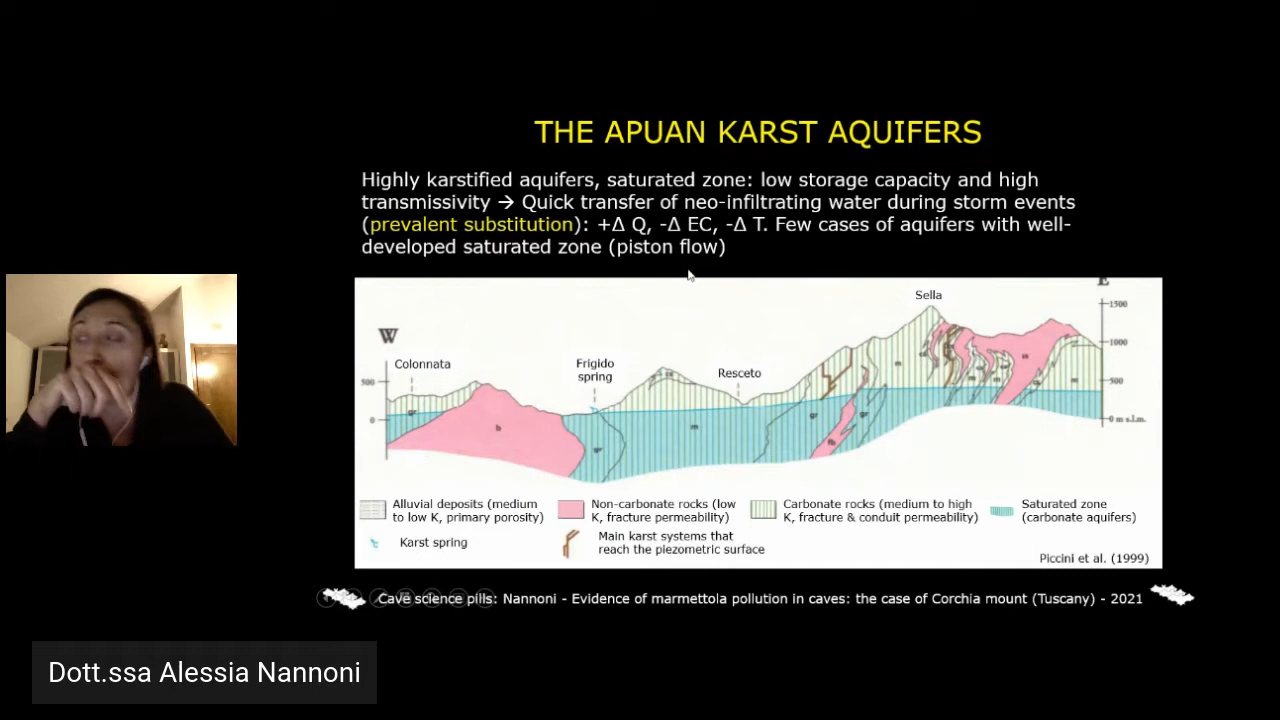 THE APUAN KARST AQUIFERS
Highly karstified aquifers, saturated zone: low storage capacity and high
transmissivity → Quick transfer of neo-infiltrating water during storm events
(prevalent substitution): +Δ Q, -Δ EC, -Δ T. Few cases of aquifers with well-
developed saturated zone (piston flow)
E
Sella
1500
W
1000
Colonnata
Frigido
spring
Resceto
500
500
0
0 m s.l.m.
gr
b
gr
m
gr
fb
gr
m
m
Alluvial deposits (medium
to low K, primary porosity)
Non-carbonate rocks (low
K, fracture permeability)
Carbonate rocks (medium to high
K, fracture & conduit permeability)
Saturated zone
(carbonate aquifers)
Karst spring
Main karst systems that
reach the piezometric surface
Piccini et al. (1999)
Cave science pills: Nannoni - Evidence of marmettola pollution in caves: the case of Corchia mount (Tuscany) - 2021
Dott.ssa Alessia Nannoni